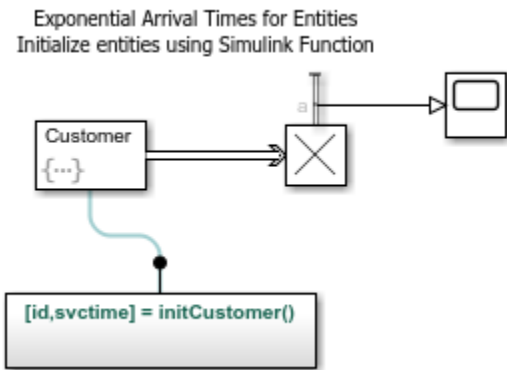 Exponential Arrival Times for Entities
Initialize entities using Simulink Function
a
Customer
{...}
[id,svctime] = initCustomer()